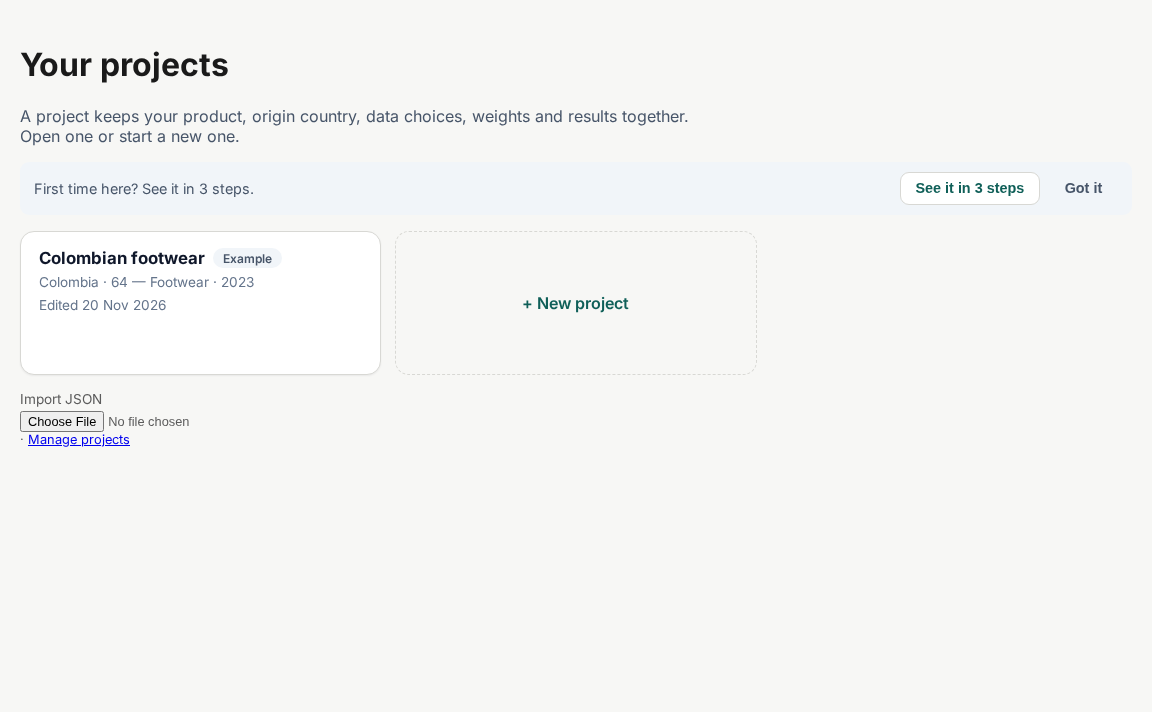 Your projects
A project keeps your product, origin country, data choices, weights and results together.
Open one or start a new one.
First time here? See it in 3 steps.
See it in 3 steps
Got it
Colombian footwear
Example
Colombia · 64 — Footwear · 2023
Edited 20 Nov 2026
+ New project
Import JSON
Choose File No file chosen
· Manage projects